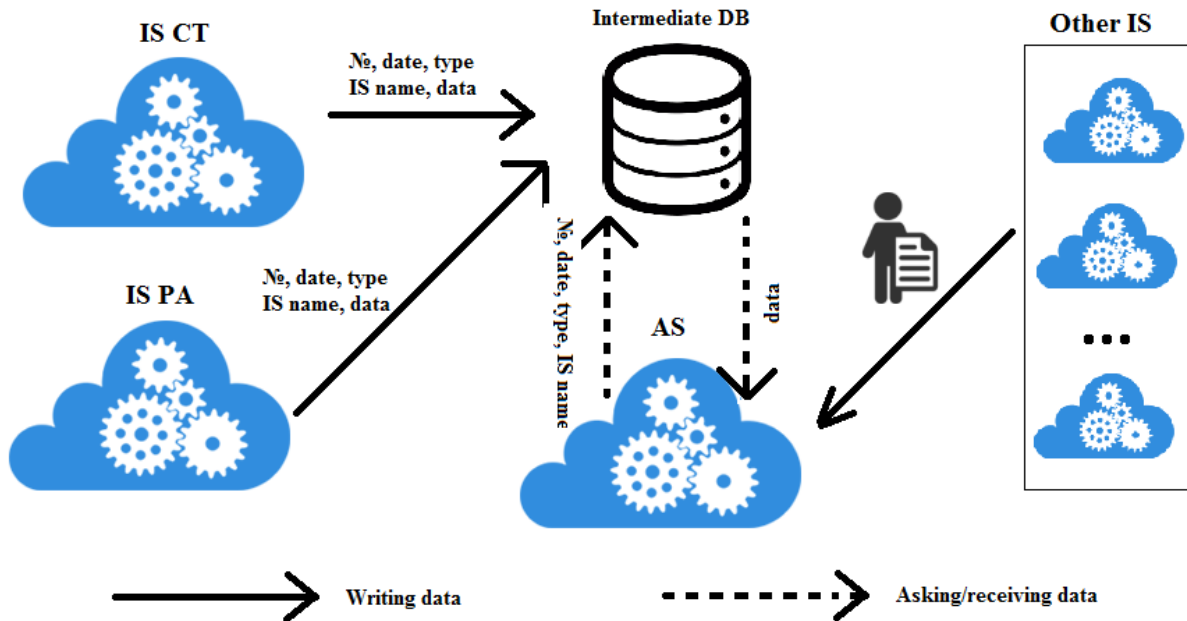 IS CT
Intermediate DB
Other IS
№, date, type
IS name, data
№, date, type
IS name, data
IS PA
№, date, type, IS name
data
AS
Writing data
Asking/receiving data